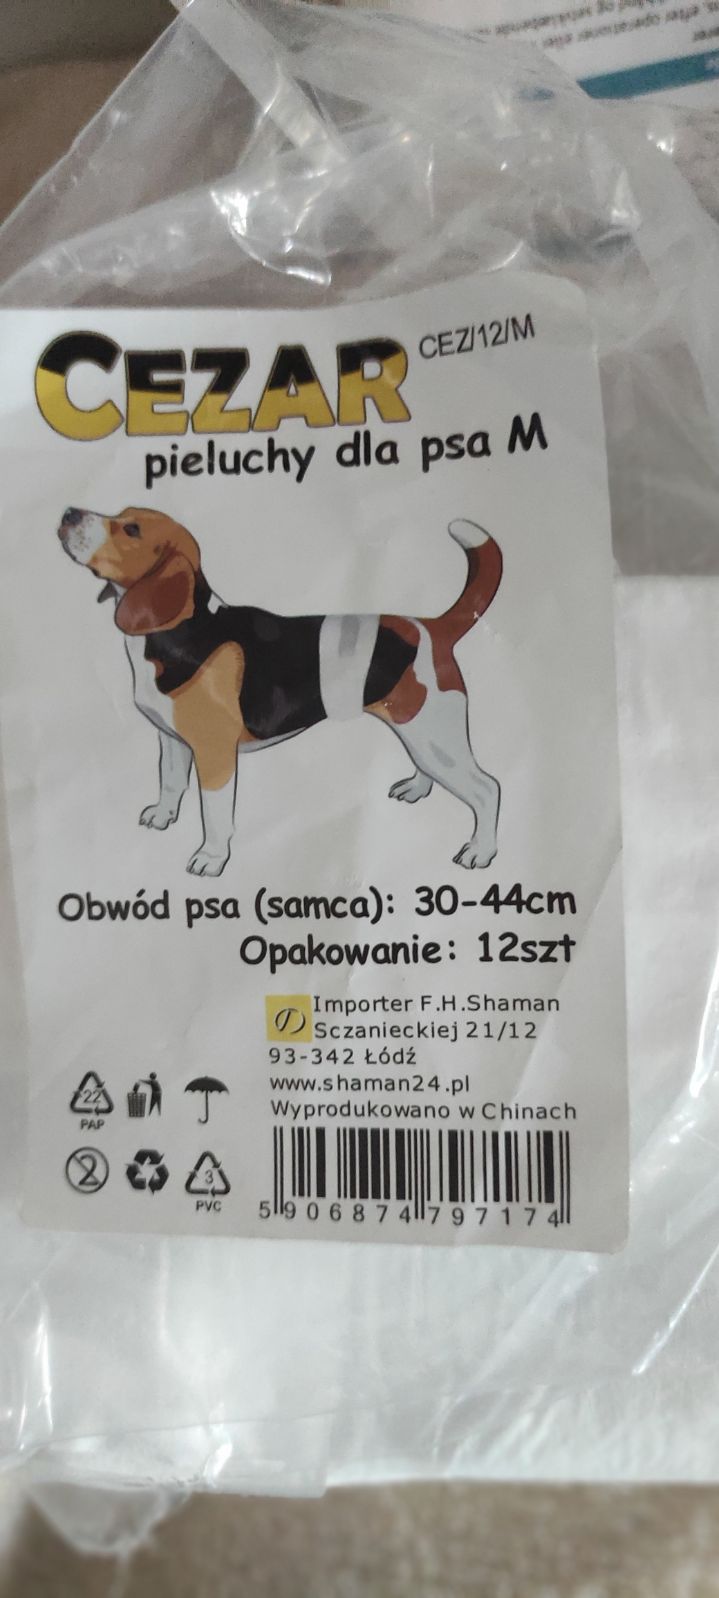 CEZAR CEZ/12/M
pieluchy dla psa M
Obwód psa (samca): 30-44cm
Opakowanie: 12szt
Importer F.H.Shaman
Sczanieckiej 21/12
93-342 Łódź
www.shaman24.pl
Wyprodukowano w Chinach
22
PAP
2
3
PVC
5906874797174